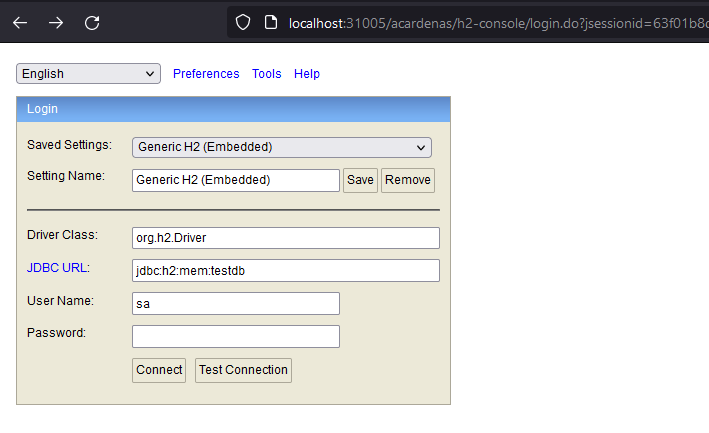 localhost:31005/acardenas/h2-console/login.do?jsessionid=63f01b8
English Preferences Tools Help
Login
Saved Settings: Generic H2 (Embedded)
Setting Name: Generic H2 (Embedded) Save Remove
Driver Class: org.h2.Driver
JDBC URL: jdbc:h2:mem:testdb
User Name: sa
Password:
Connect Test Connection